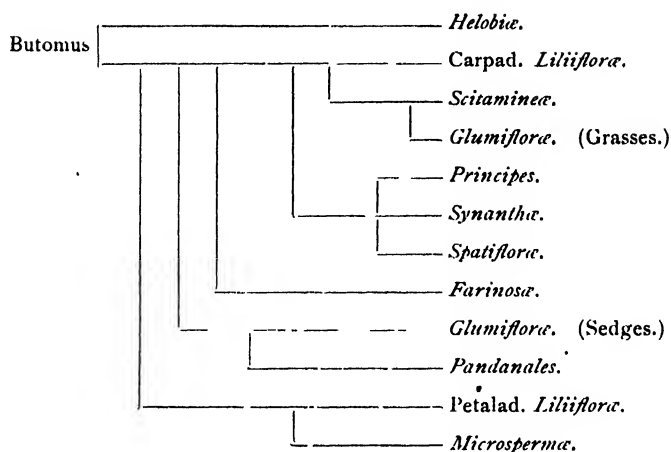 Helobiæ.
Butomus
Carpad. Liliifloræ.
Scitamineæ.
Glumifloræ. (Grasses.)
Principes.
Synanthæ.
Spatifloræ.
Farinosæ.
Glumifloræ. (Sedges.)
Pandanales.
Petalad. Liliifloræ.
Microspermæ.